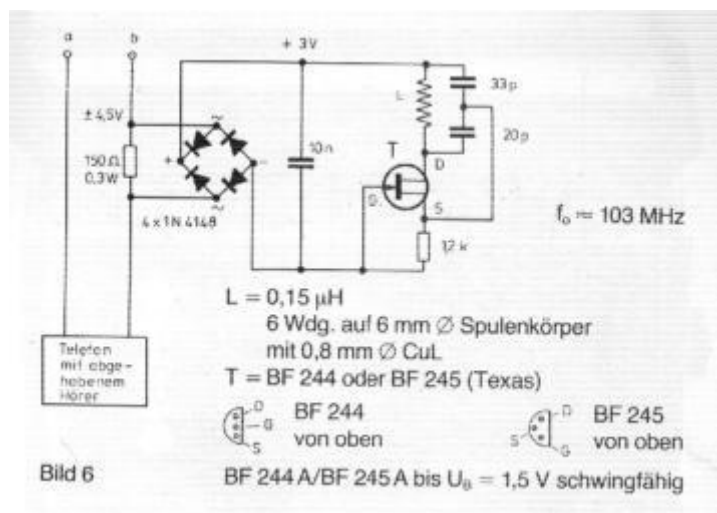 a b
+ 3V
± 4,5V
150Ω
0,3W
~
+ -
~
4 x 1N 4148
10n
L
33p
20p
T
D
G
S
1,2 k
f₀ ≈ 103 MHz
L = 0,15 µH
6 Wdg. auf 6 mm ∅ Spulenkörper
mit 0,8 mm ∅ CuL
T = BF 244 oder BF 245 (Texas)
Telefon
mit abge-
hobenem
Hörer
D
G
S
BF 244
von oben
D
S
G
BF 245
von oben
Bild 6
BF 244 A/BF 245 A bis U_B = 1,5 V schwingfähig